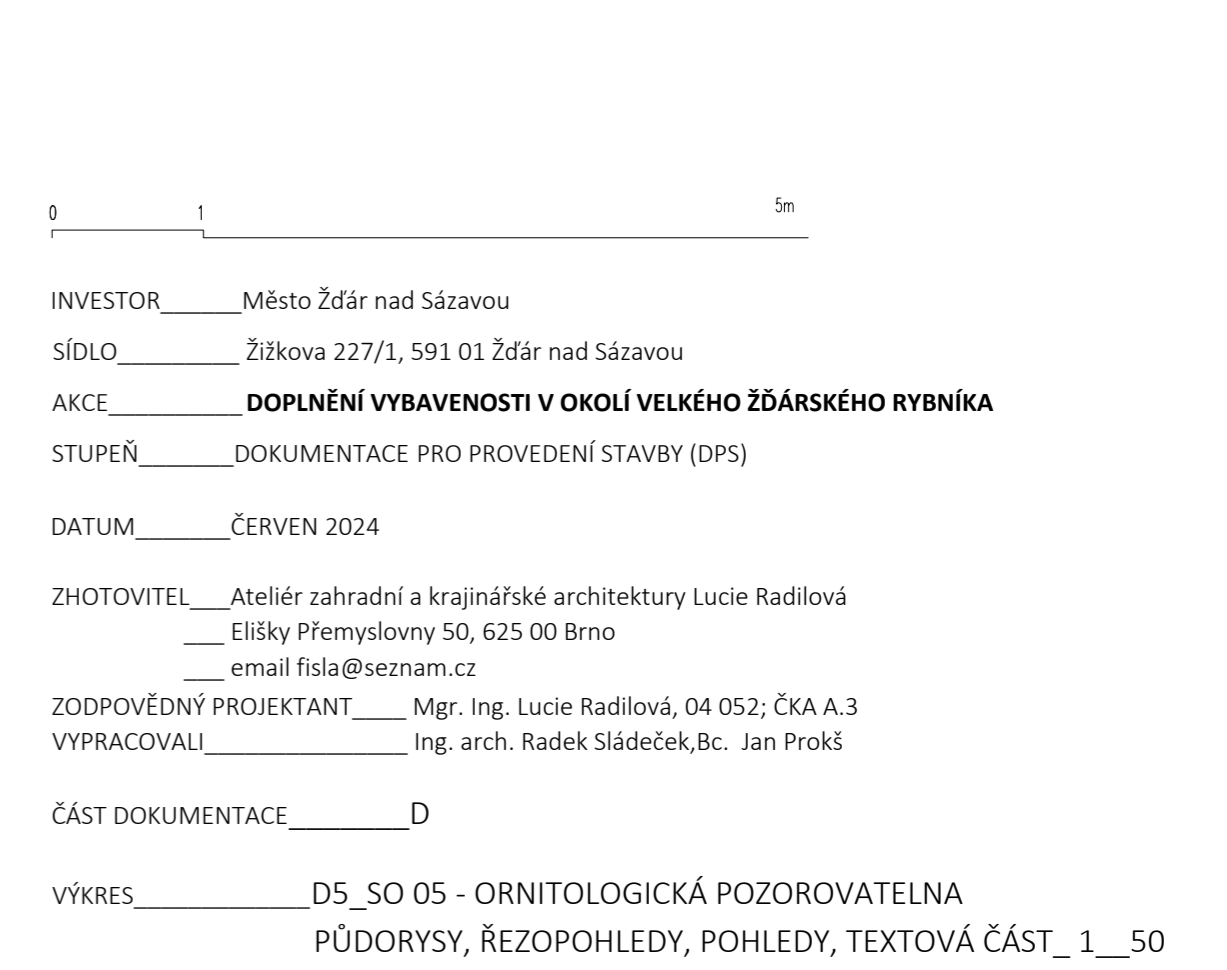 0 1 5m
INVESTOR______Město Žďár nad Sázavou
SÍDLO_________ Žižkova 227/1, 591 01 Žďár nad Sázavou
AKCE__________ DOPLNĚNÍ VYBAVENOSTI V OKOLÍ VELKÉHO ŽĎÁRSKÉHO RYBNÍKA
STUPEŇ_______DOKUMENTACE PRO PROVEDENÍ STAVBY (DPS)
DATUM_______ČERVEN 2024
ZHOTOVITEL___Ateliér zahradní a krajinářské architektury Lucie Radilová
___ Elišky Přemyslovny 50, 625 00 Brno
___ email fisla@seznam.cz
ZODPOVĚDNÝ PROJEKTANT____ Mgr. Ing. Lucie Radilová, 04 052; ČKA A.3
VYPRACOVALI_______________ Ing. arch. Radek Sládeček,Bc.  Jan Prokš
ČÁST DOKUMENTACE________D
VÝKRES_____________D5_SO 05 - ORNITOLOGICKÁ POZOROVATELNA
PŮDORYSY, ŘEZOPOHLEDY, POHLEDY, TEXTOVÁ ČÁST_ 1__50